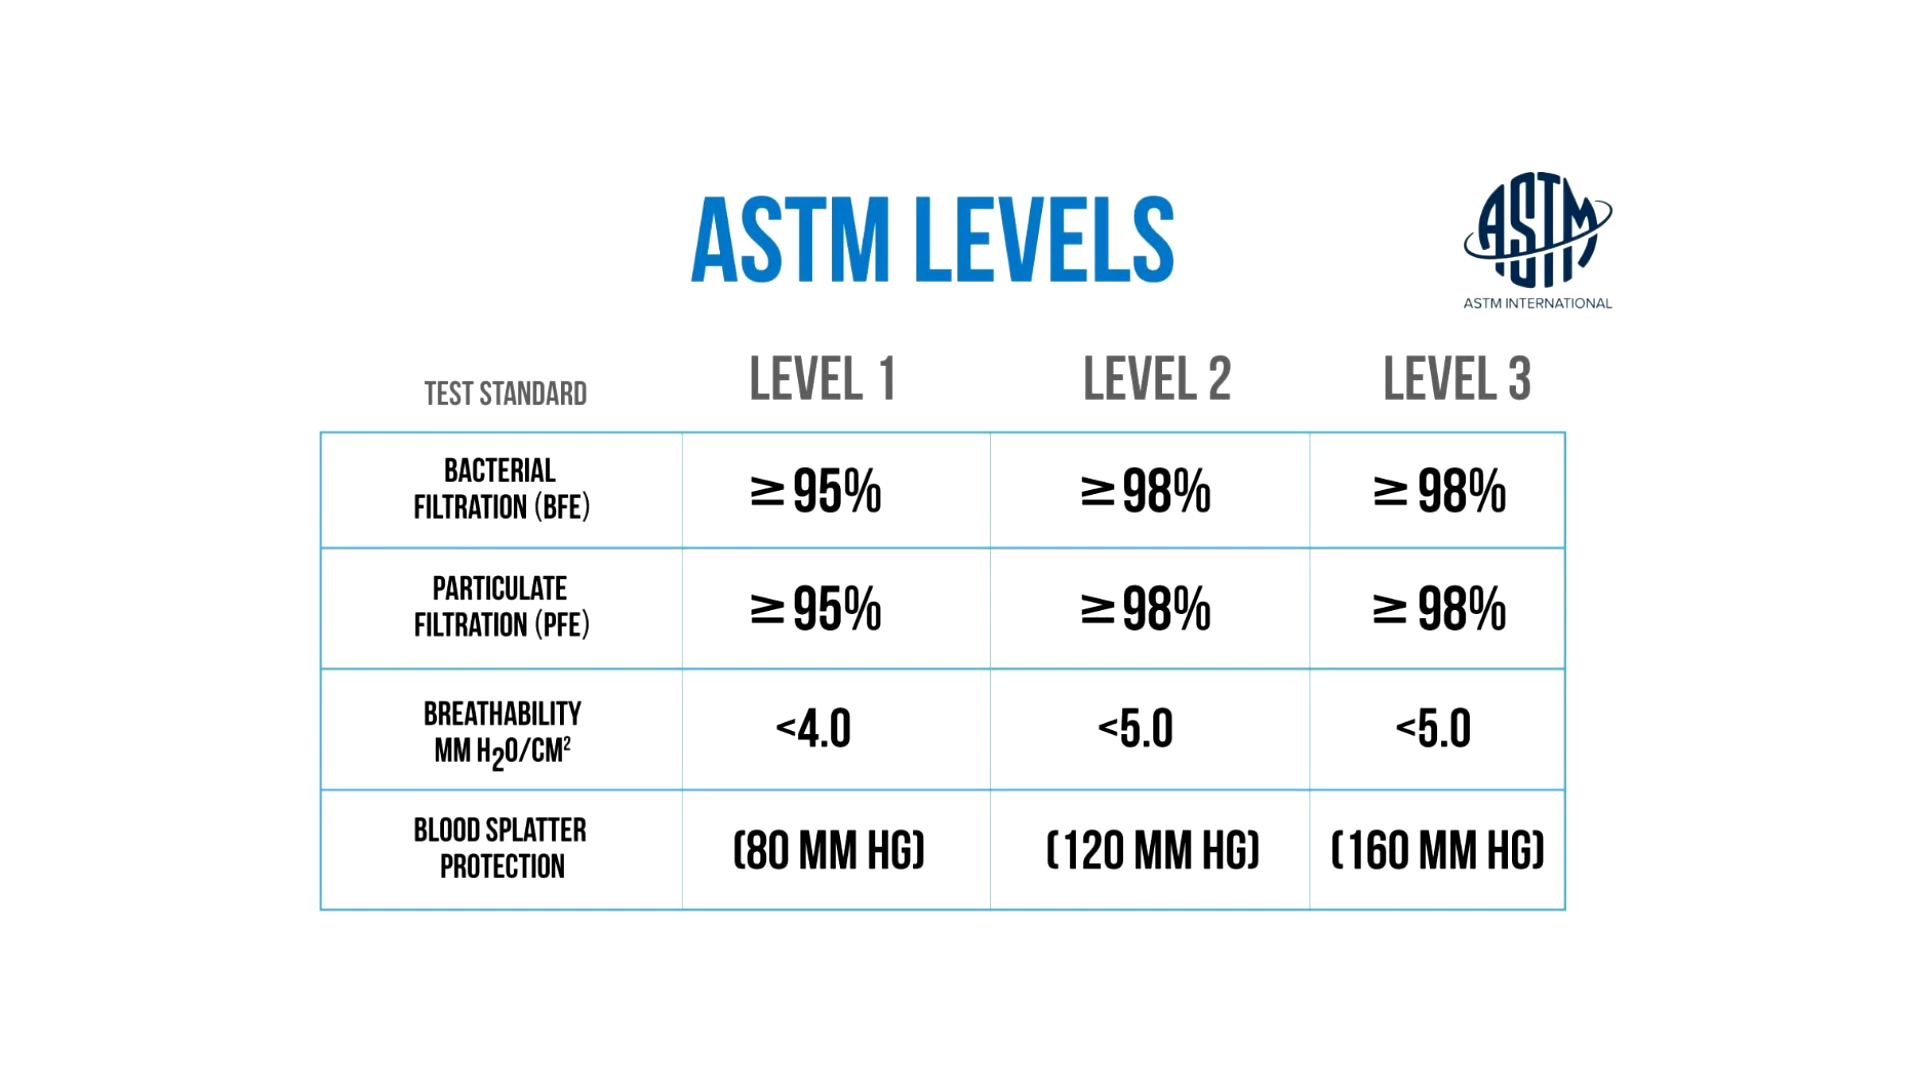 ASTM LEVELS
ASTM
ASTM INTERNATIONAL
TEST STANDARD LEVEL 1 LEVEL 2 LEVEL 3
BACTERIAL
FILTRATION (BFE)
≥95% ≥98% ≥98%
PARTICULATE
FILTRATION (PFE)
≥95% ≥98% ≥98%
BREATHABILITY
MM H₂O/CM²
<4.0 <5.0 <5.0
BLOOD SPLATTER
PROTECTION
(80 MM HG) (120 MM HG) (160 MM HG)